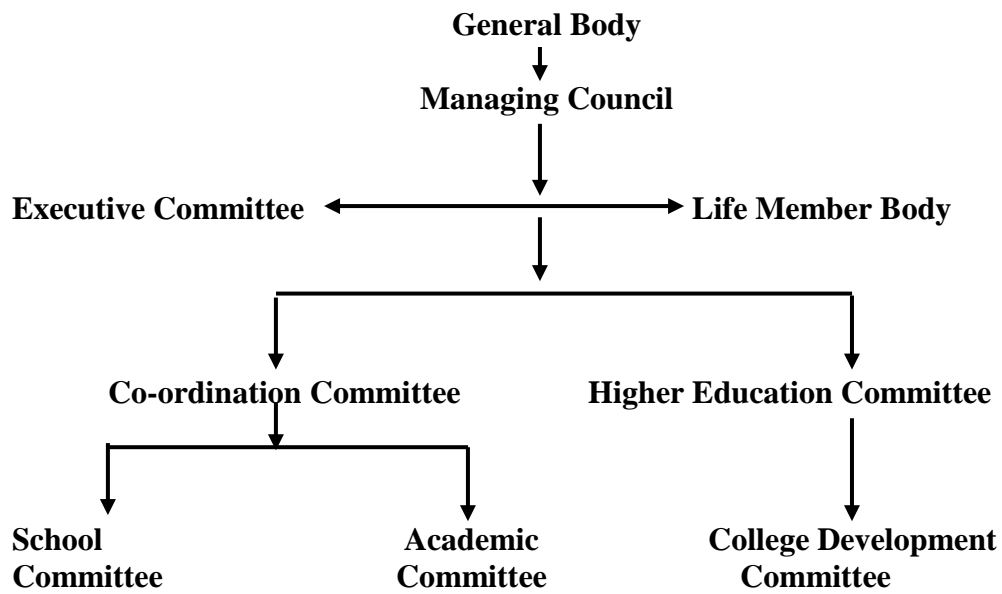 General Body
Managing Council
Executive Committee
Life Member Body
Co-ordination Committee
Higher Education Committee
School
Committee
Academic
Committee
College Development
Committee